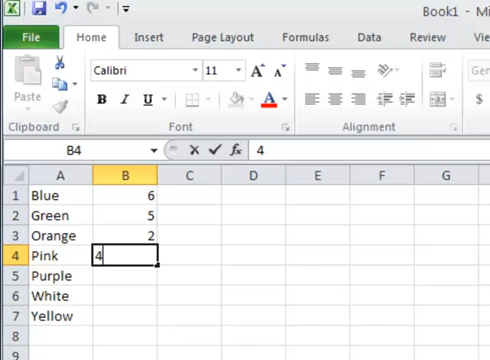 Book1 - Mi
File Home Insert Page Layout Formulas Data Review Vi
Calibri 11 A A Gen
Paste B I U A $
Clipboard Font Alignment
B4 fx 4
A B C D E F G
1 Blue 6
2 Green 5
3 Orange 2
4 Pink 4
5 Purple
6 White
7 Yellow
8
9